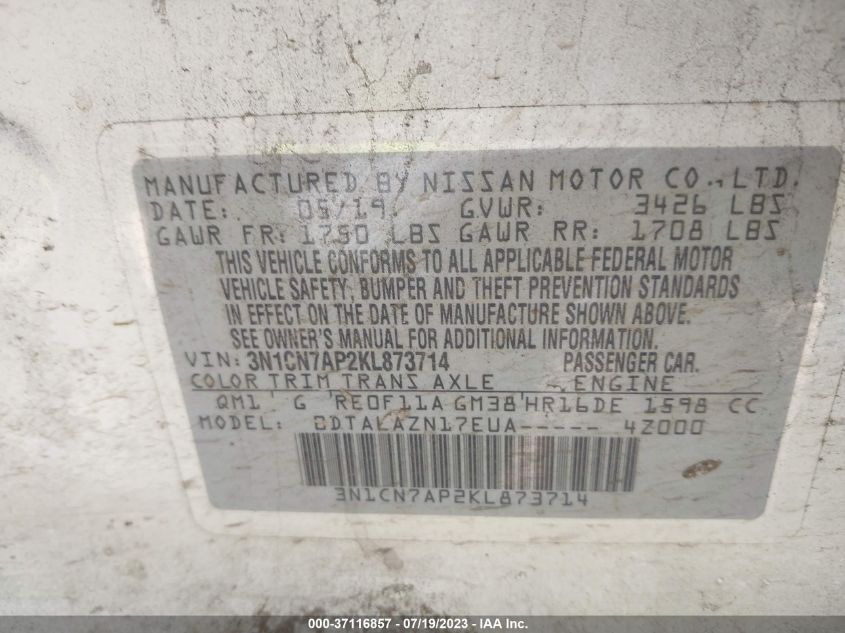 MANUFACTURED BY NISSAN MOTOR CO., LTD.
DATE: 05/19 GVWR: 3426 LBS
GAWR FR: 1750 LBS GAWR RR: 1708 LBS
THIS VEHICLE CONFORMS TO ALL APPLICABLE FEDERAL MOTOR
VEHICLE SAFETY, BUMPER AND THEFT PREVENTION STANDARDS
IN EFFECT ON THE DATE OF MANUFACTURE SHOWN ABOVE.
SEE OWNER'S MANUAL FOR ADDITIONAL INFORMATION.
VIN: 3N1CN7AP2KL873714 PASSENGER CAR.
COLOR TRIM TRANS AXLE ENGINE
QM1 G RE0F11A GM38 HR16DE 1598 CC
MODEL: BDTALAZN17EUA----- 4Z000
3N1CN7AP2KL873714
000-37116857 - 07/19/2023 - IAA Inc.